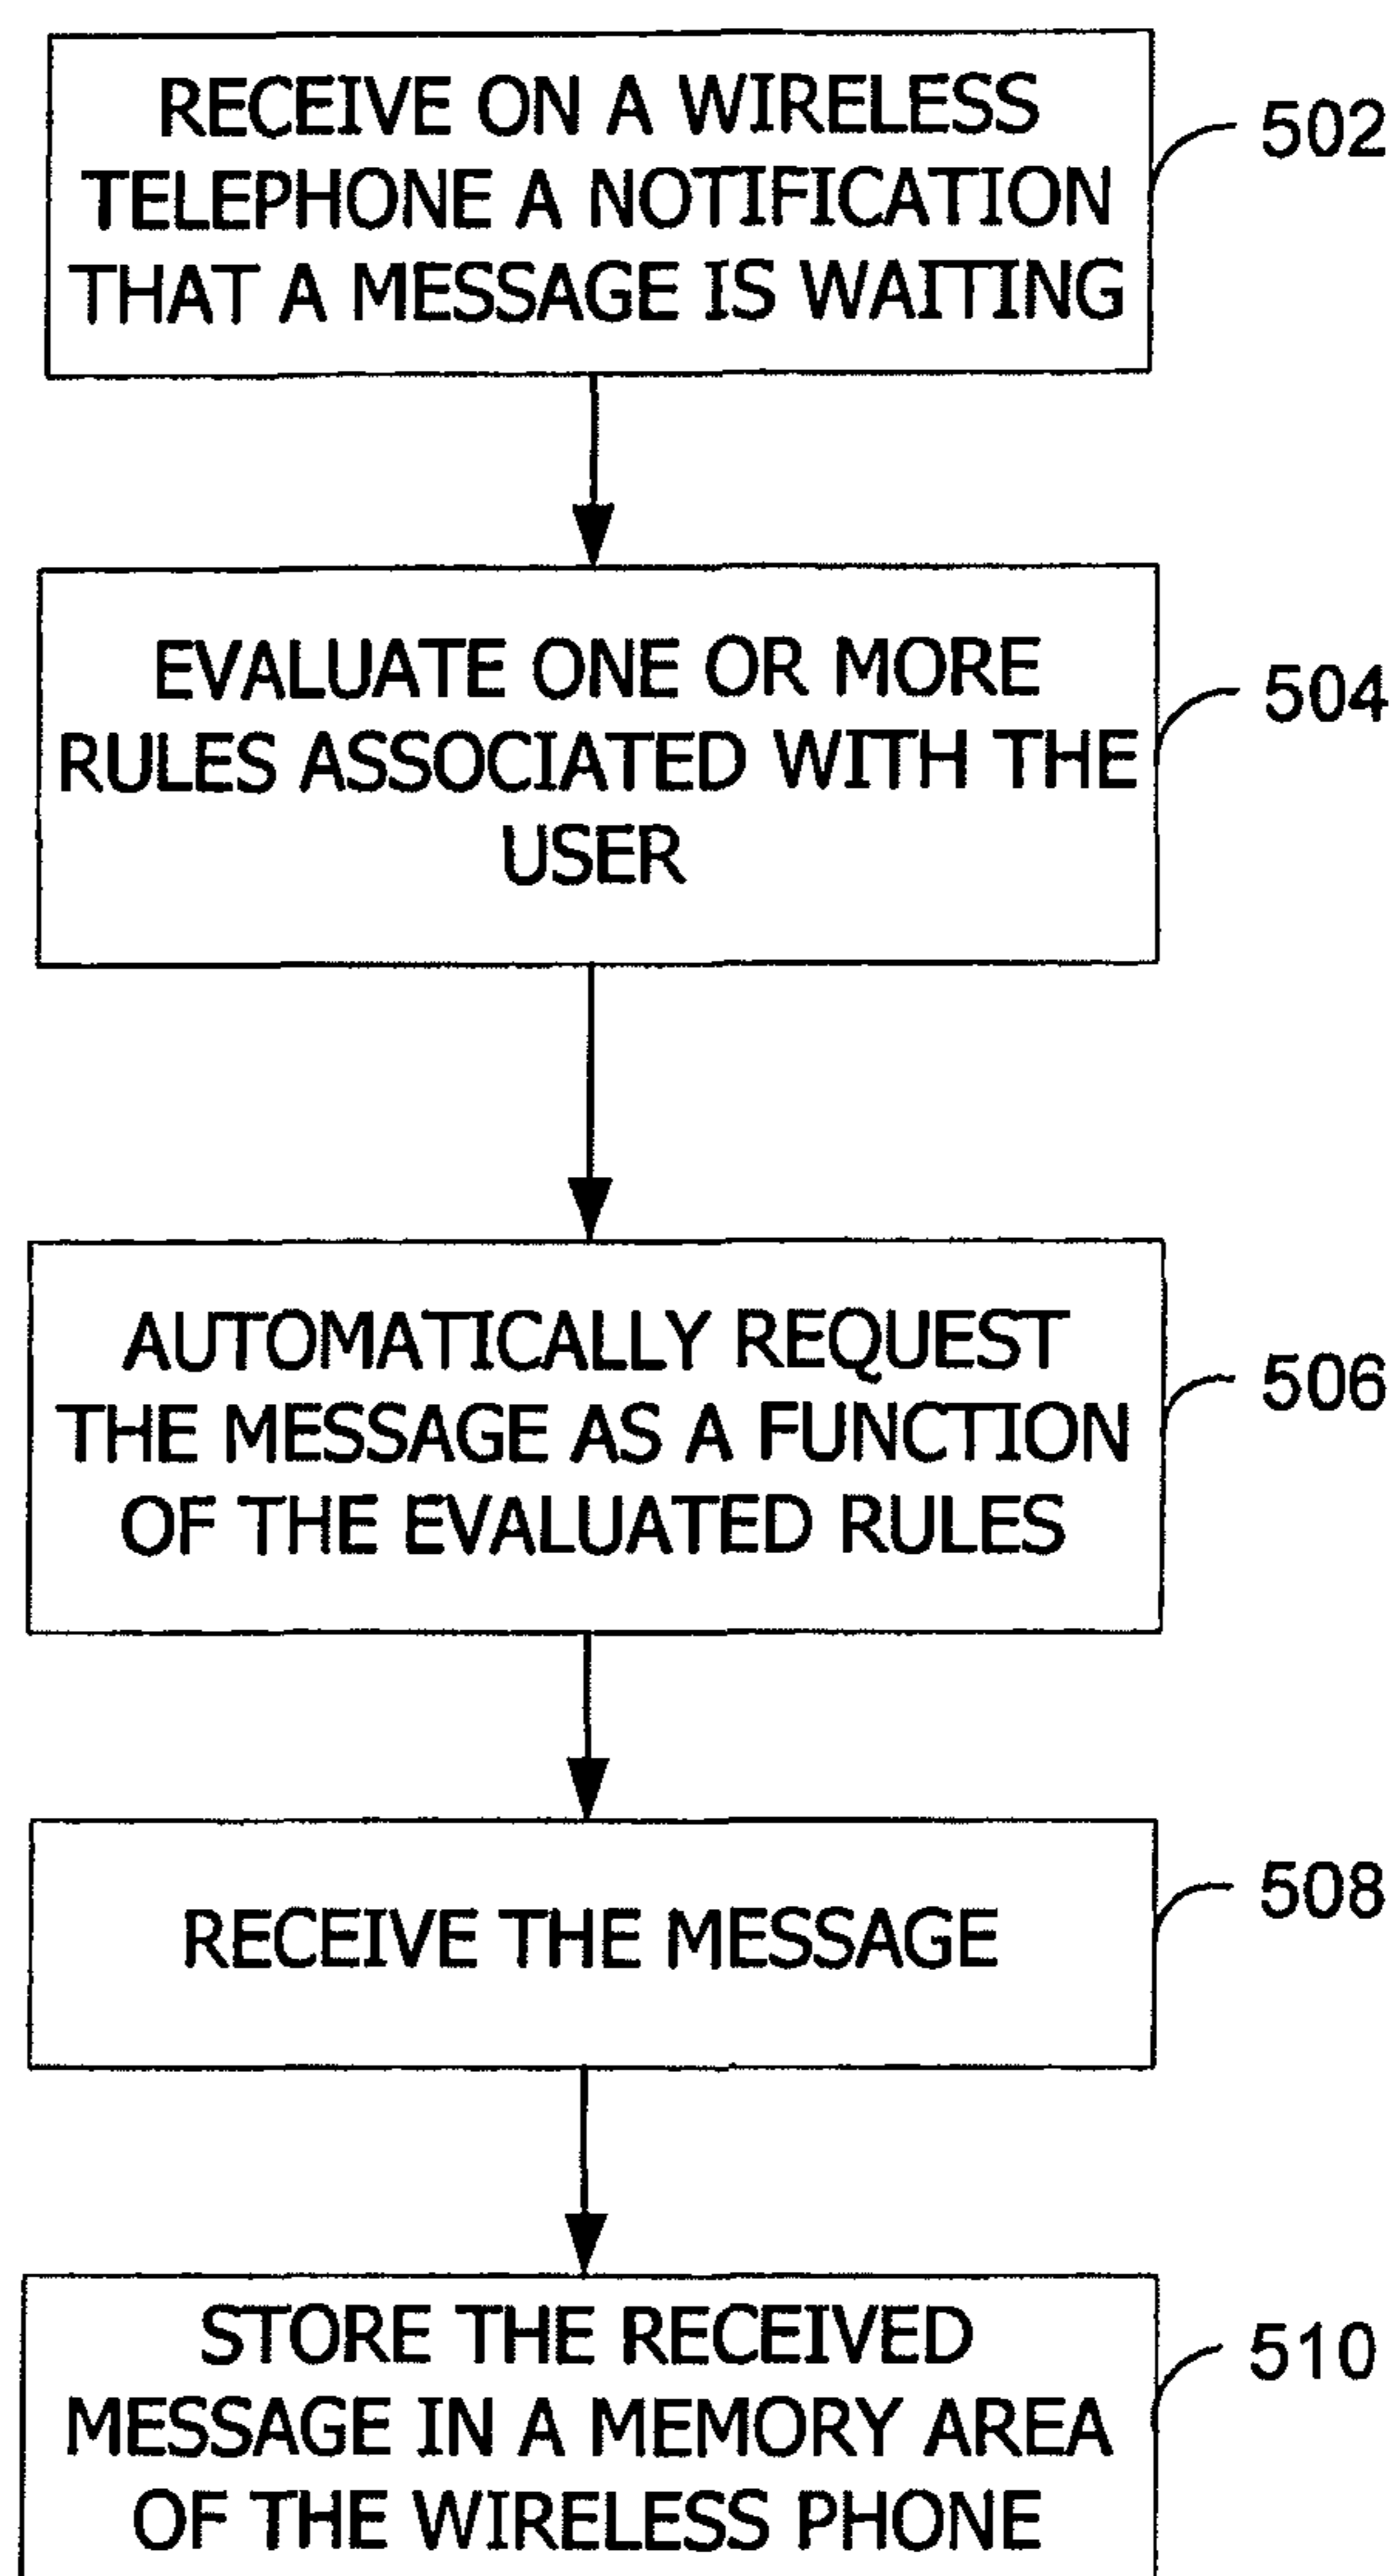 RECEIVE ON A WIRELESS
TELEPHONE A NOTIFICATION
THAT A MESSAGE IS WAITING
502
EVALUATE ONE OR MORE
RULES ASSOCIATED WITH THE
USER
504
AUTOMATICALLY REQUEST
THE MESSAGE AS A FUNCTION
OF THE EVALUATED RULES
506
RECEIVE THE MESSAGE
508
STORE THE RECEIVED
MESSAGE IN A MEMORY AREA
OF THE WIRELESS PHONE
510